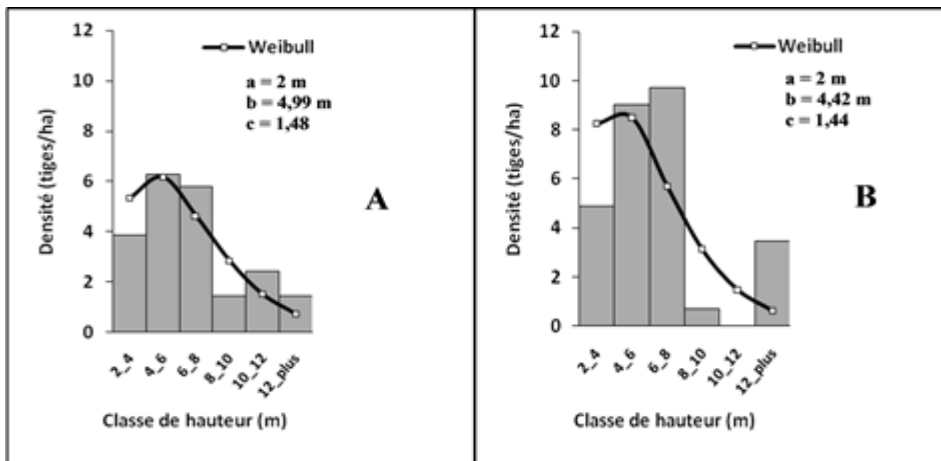 12
10
8
6
4
2
0
Densité (tiges/ha)
Weibull
a = 2 m
b = 4,99 m
c = 1,48
A
2_4
4_6
6_8
8_10
10_12
12_plus
Classe de hauteur (m)
12
10
8
6
4
2
0
Densité (tiges/ha)
Weibull
a = 2 m
b = 4,42 m
c = 1,44
B
2_4
4_6
6_8
8_10
10_12
12_plus
Classe de hauteur (m)